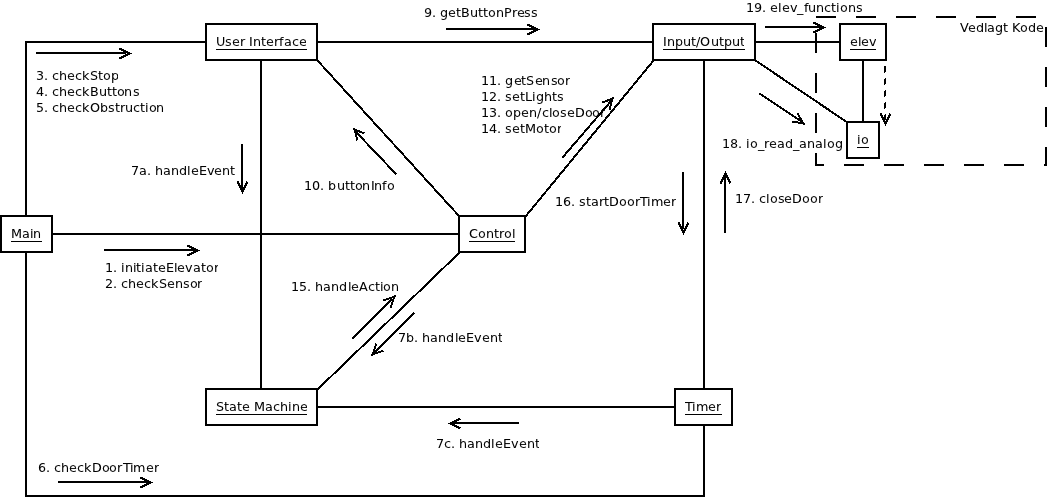 9. getButtonPress
19. elev_functions
Vedlagt Kode
User Interface
Input/Output
elev
3. checkStop
4. checkButtons
5. checkObstruction
11. getSensor
12. setLights
13. open/closeDoor
14. setMotor
18. io_read_analog
io
7a. handleEvent
10. buttonInfo
16. startDoorTimer
17. closeDoor
Main
Control
1. initiateElevator
2. checkSensor
15. handleAction
7b. handleEvent
State Machine
Timer
7c. handleEvent
6. checkDoorTimer